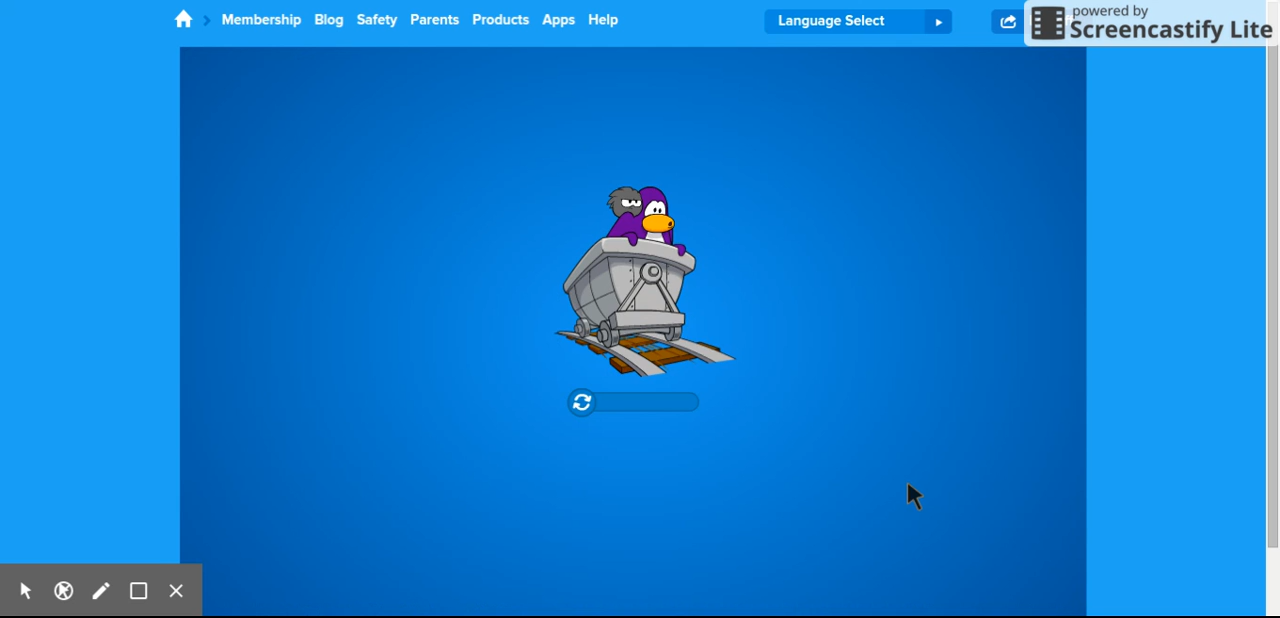 Membership Blog Safety Parents Products Apps Help
Language Select
powered by
Screencastify Lite